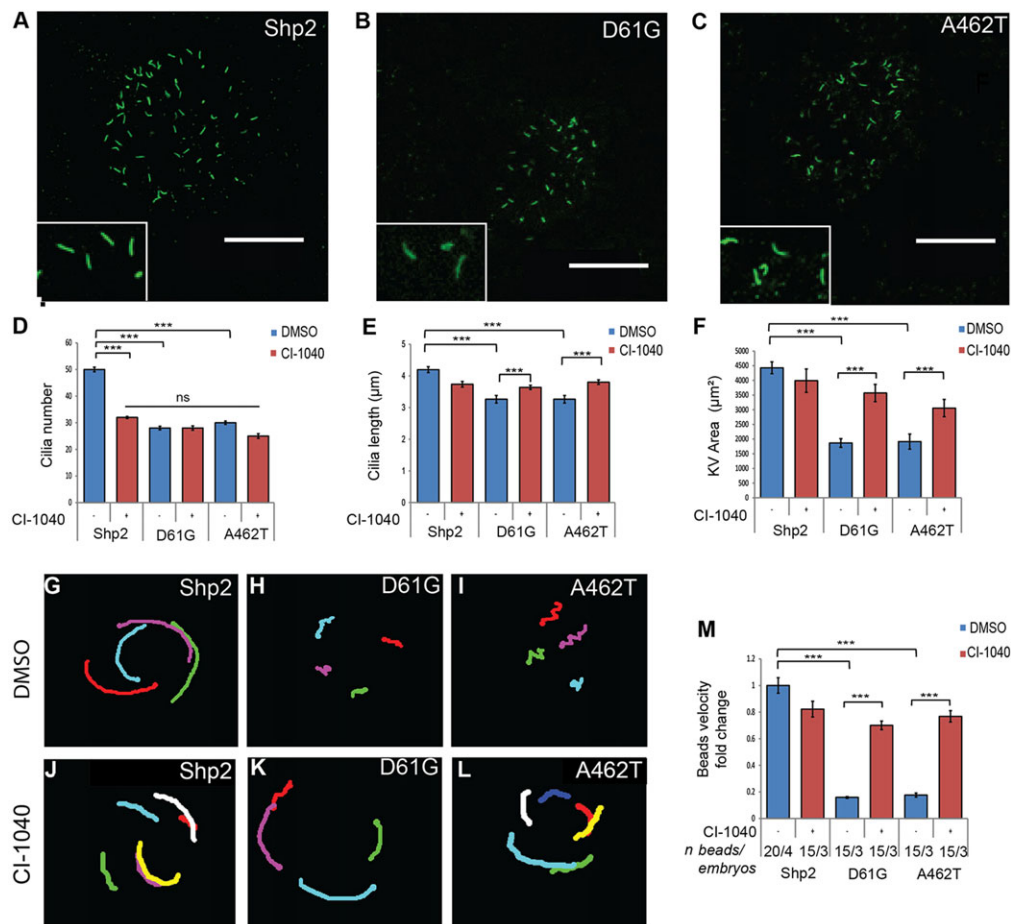 A Shp2
B D61G
C A462T
F
D
*** 
***
***
ns
DMSO
CI-1040
Cilia number
60
50
40
30
20
10
0
CI-1040 - + - + - +
Shp2 D61G A462T
E
***
***
***
***
DMSO
CI-1040
Cilia length (µm)
5
4
3
2
1
0
CI-1040 - + - + - +
Shp2 D61G A462T
F
***
***
***
***
DMSO
CI-1040
KV Area (µm²)
5000
4500
4000
3500
3000
2500
2000
1500
1000
500
0
CI-1040 - + - + - +
Shp2 D61G A462T
DMSO
G Shp2
H D61G
I A462T
CI-1040
J Shp2
K D61G
L A462T
M
***
***
***
***
DMSO
CI-1040
Beads velocity
fold change
1.2
1
0.8
0.6
0.4
0.2
0
CI-1040 - + - + - +
n beads/
embryos
20/4 15/3 15/3 15/3 15/3 15/3
Shp2 D61G A462T